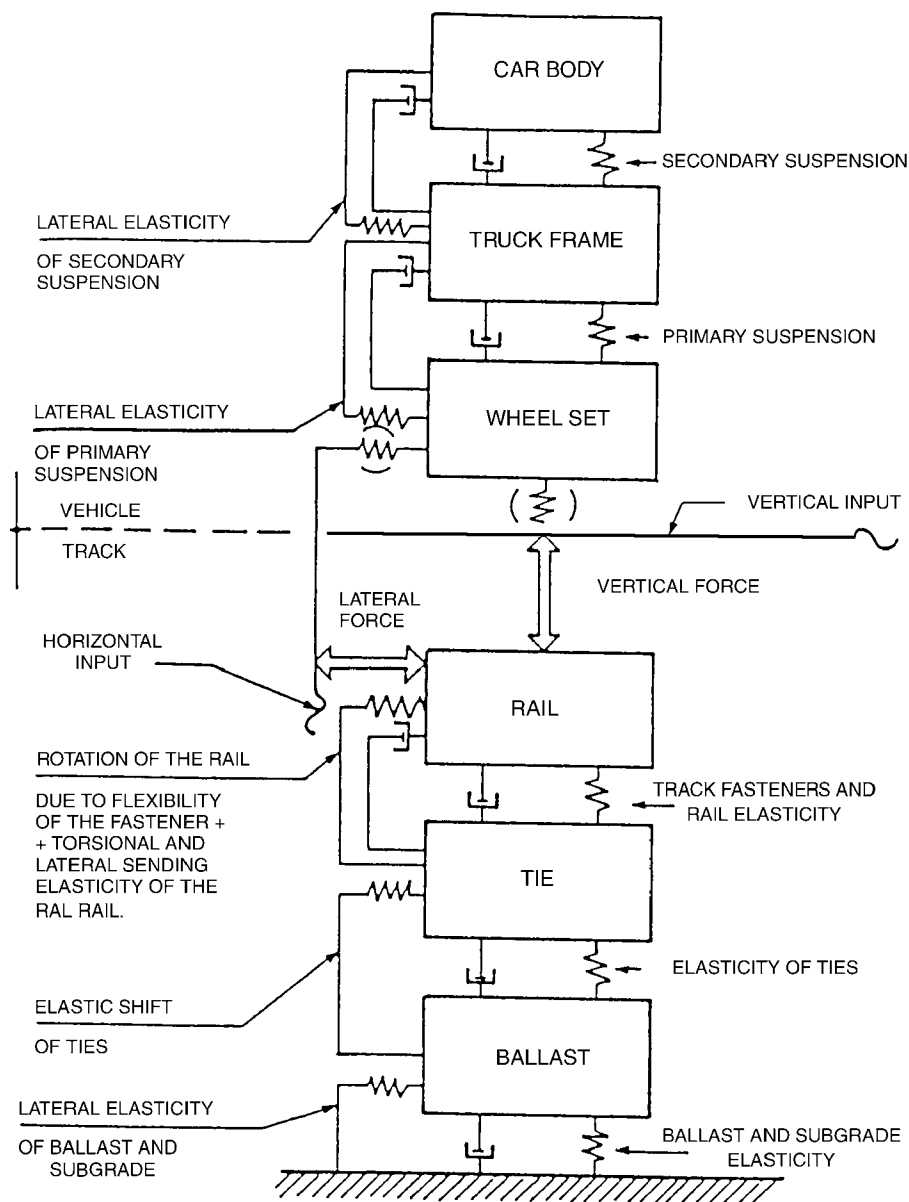 CAR BODY
SECONDARY SUSPENSION
LATERAL ELASTICITY
OF SECONDARY
SUSPENSION
TRUCK FRAME
PRIMARY SUSPENSION
LATERAL ELASTICITY
OF PRIMARY
SUSPENSION
WHEEL SET
VEHICLE
TRACK
VERTICAL INPUT
VERTICAL FORCE
LATERAL
FORCE
HORIZONTAL
INPUT
RAIL
ROTATION OF THE RAIL
DUE TO FLEXIBILITY
OF THE FASTENER +
+ TORSIONAL AND
LATERAL SENDING
ELASTICITY OF THE
RAL RAIL.
TRACK FASTENERS AND
RAIL ELASTICITY
TIE
ELASTICITY OF TIES
ELASTIC SHIFT
OF TIES
BALLAST
LATERAL ELASTICITY
OF BALLAST AND
SUBGRADE
BALLAST AND SUBGRADE
ELASTICITY